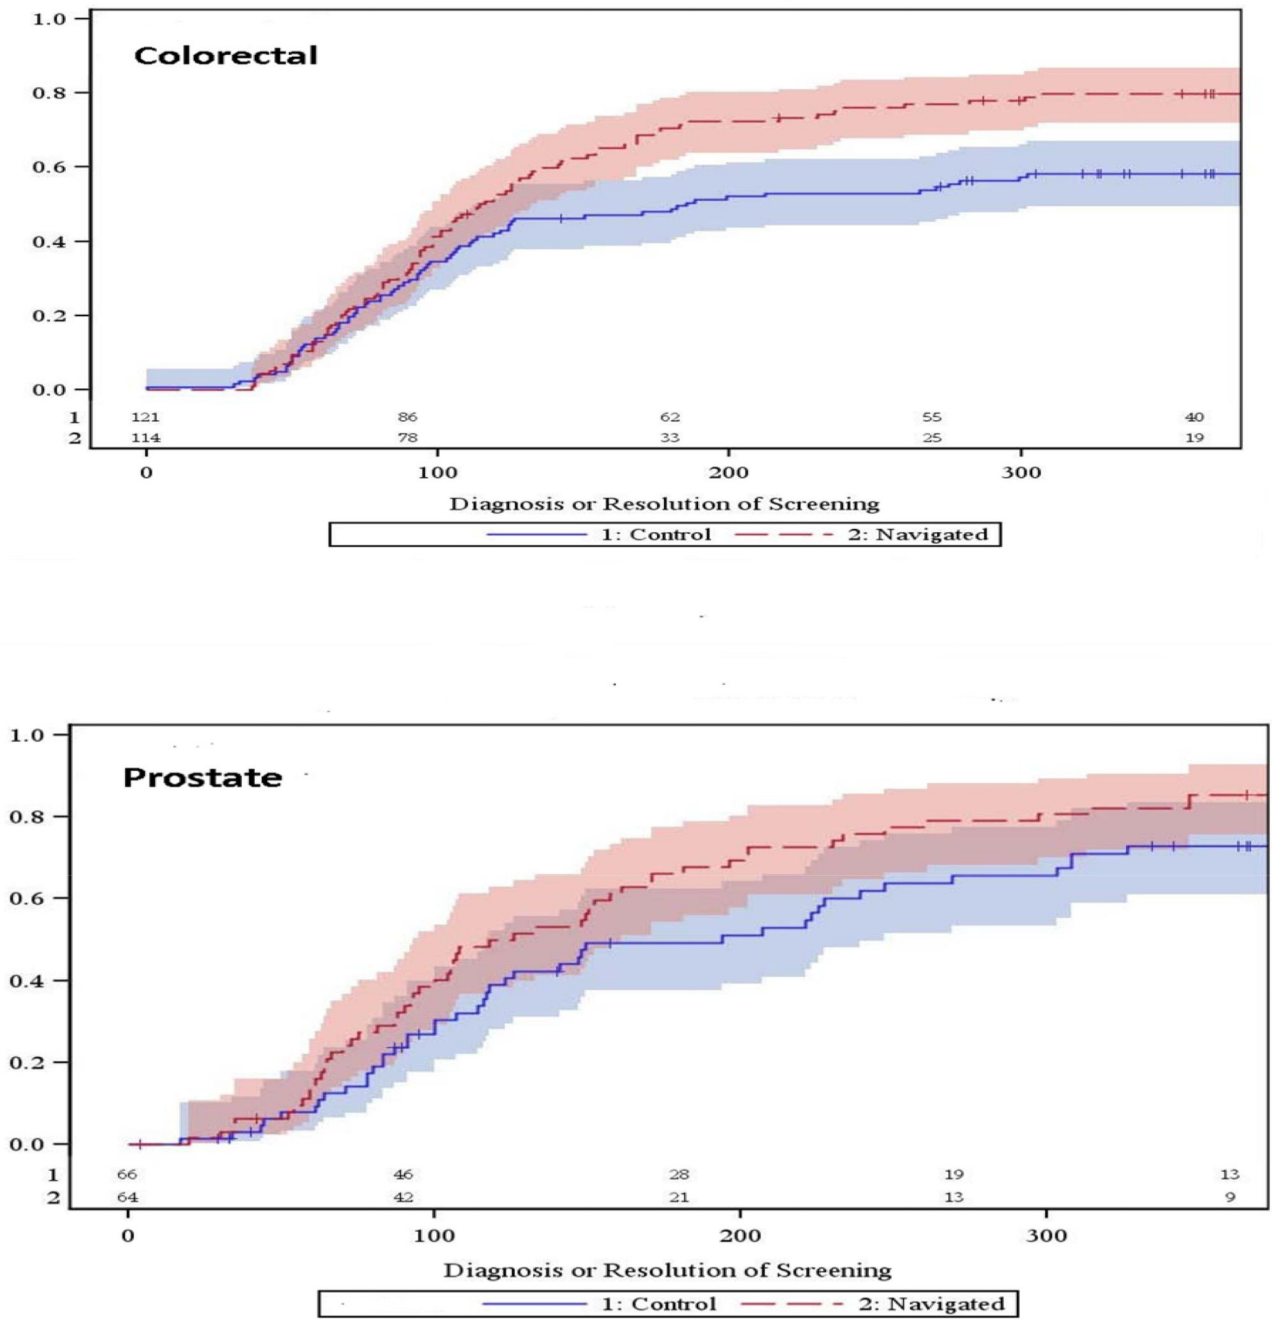 1.0
Colorectal
0.8
0.6
0.4
0.2
0.0
1 121 86 62 55 40
2 114 78 33 25 19
0 100 200 300
Diagnosis or Resolution of Screening
1: Control 2: Navigated
1.0
Prostate
0.8
0.6
0.4
0.2
0.0
1 66 46 28 19 13
2 64 42 21 13 9
0 100 200 300
Diagnosis or Resolution of Screening
1: Control 2: Navigated